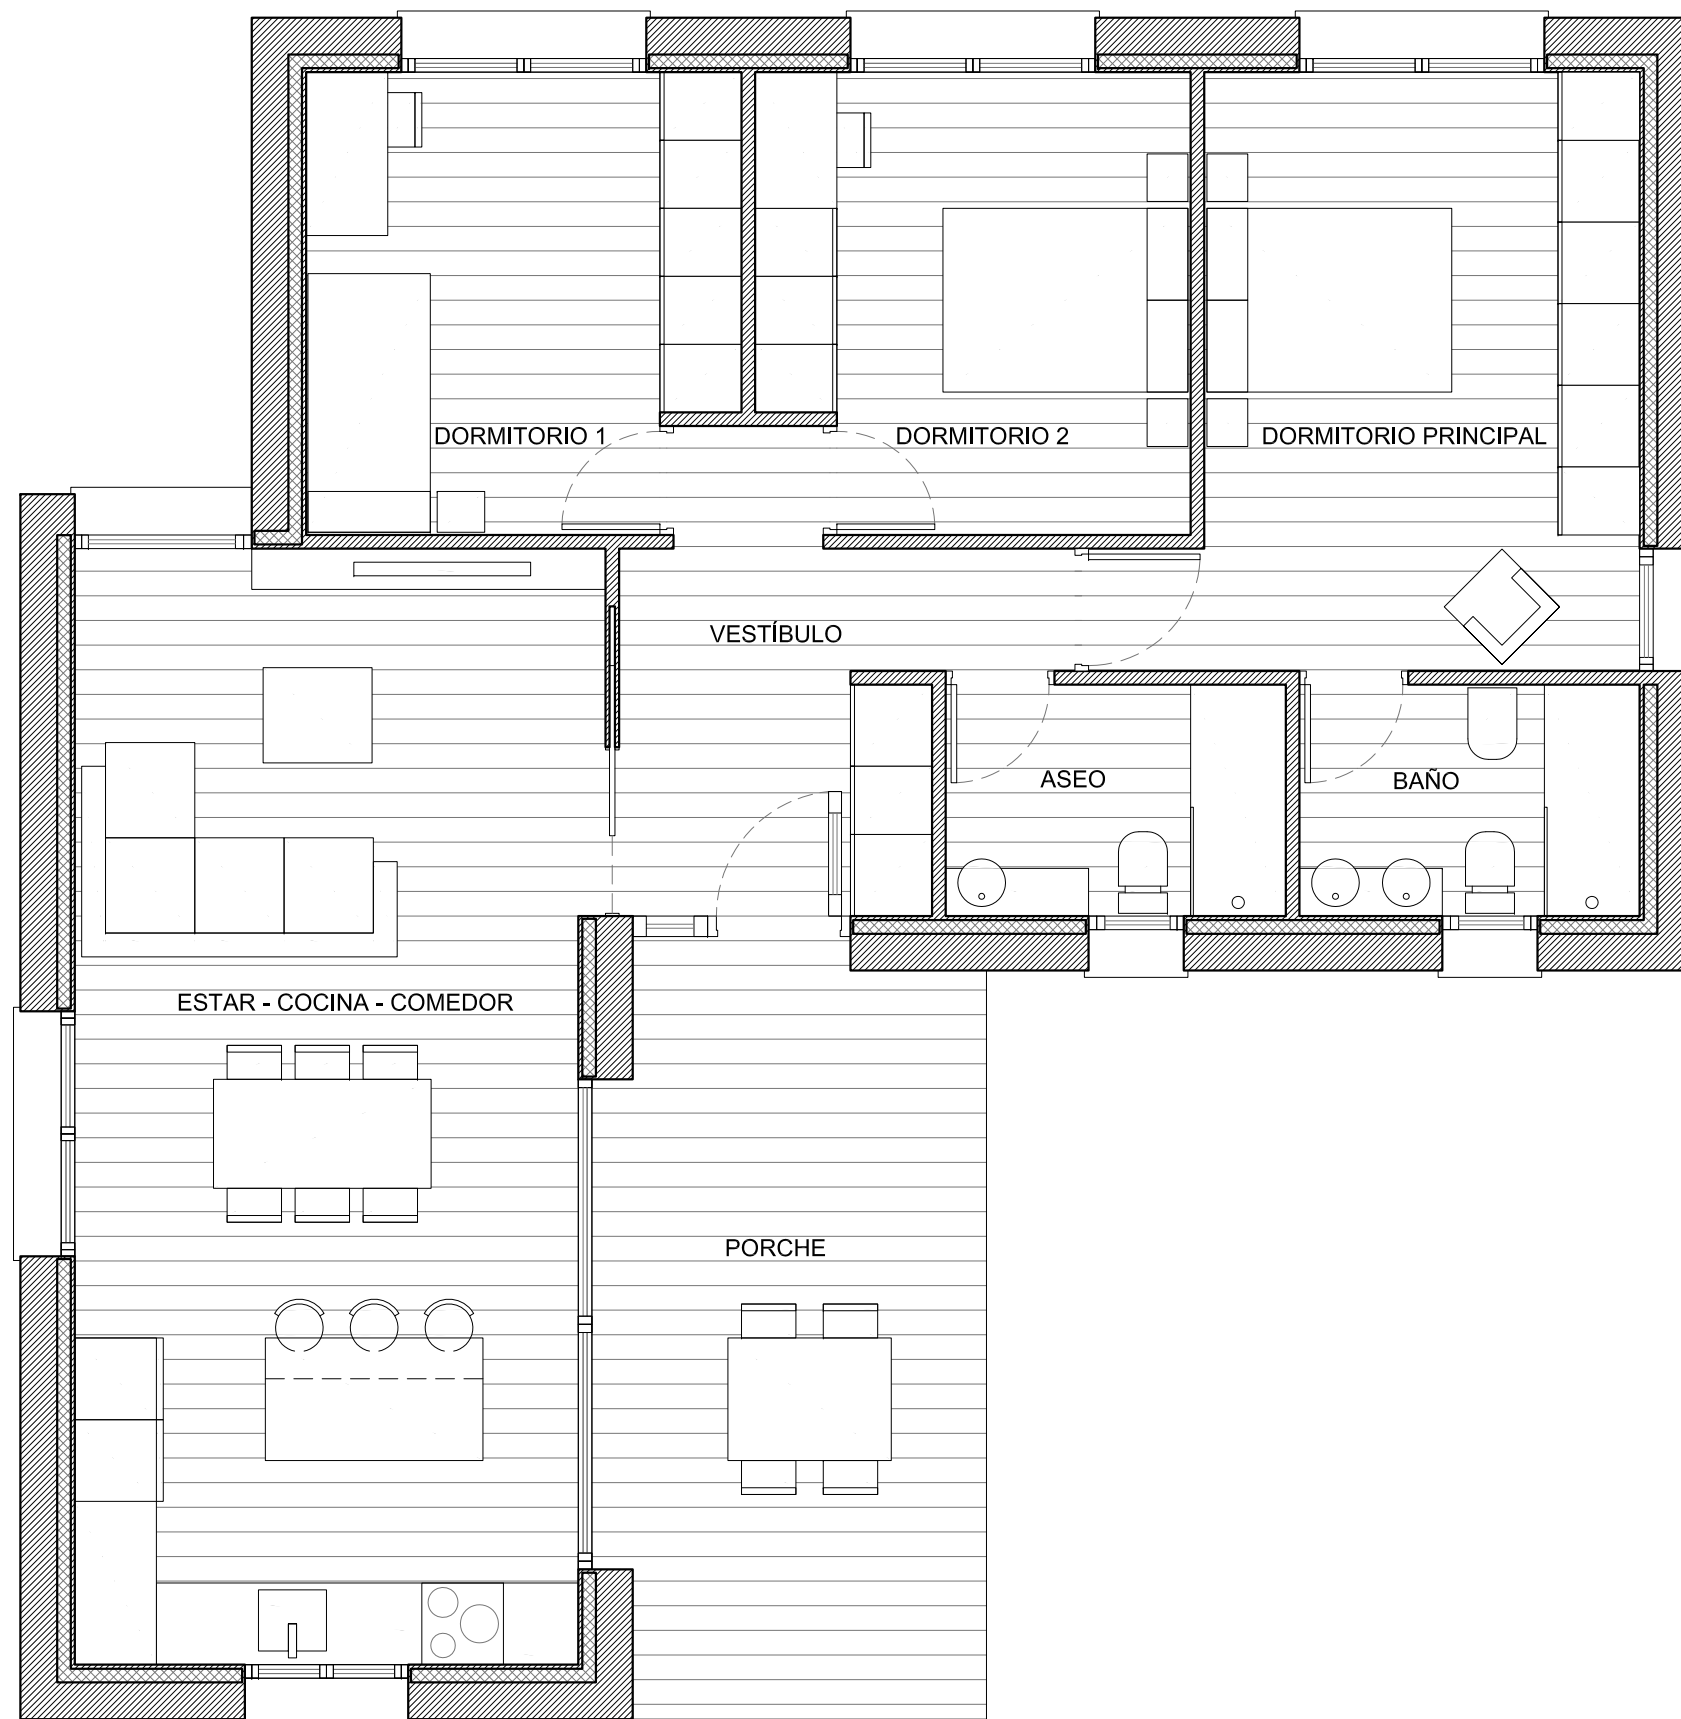 DORMITORIO 1
DORMITORIO 2
DORMITORIO PRINCIPAL
VESTÍBULO
ASEO
BAÑO
ESTAR - COCINA - COMEDOR
PORCHE